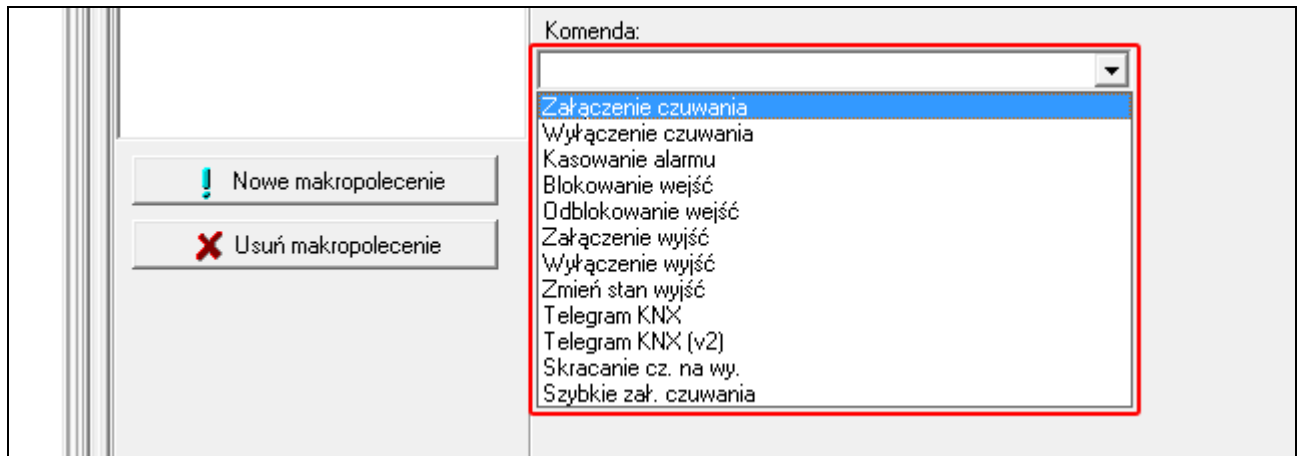 Komenda:
Załączenie czuwania
Wyłączenie czuwania
Kasowanie alarmu
Blokowanie wejść
Odblokowanie wejść
Załączenie wyjść
Wyłączenie wyjść
Zmień stan wyjść
Telegram KNX
Telegram KNX (v2)
Skracanie cz. na wy.
Szybkie zał. czuwania
Nowe makropolecenie
Usuń makropolecenie